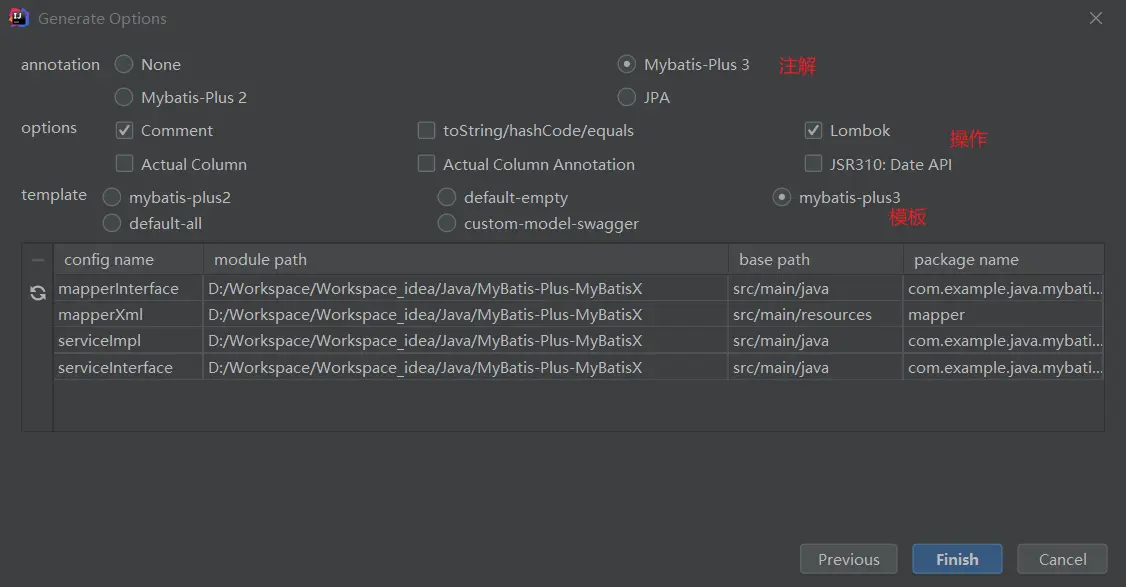 Generate Options
annotation None Mybatis-Plus 3 注解
Mybatis-Plus 2 JPA
options Comment toString/hashCode/equals Lombok 操作
Actual Column Actual Column Annotation JSR310: Date API
template mybatis-plus2 default-empty mybatis-plus3
模板
default-all custom-model-swagger
config name module path base path package name
mapperInterface D:/Workspace/Workspace_idea/Java/MyBatis-Plus-MyBatisX src/main/java com.example.java.mybati...
mapperXml D:/Workspace/Workspace_idea/Java/MyBatis-Plus-MyBatisX src/main/resources mapper
serviceImpl D:/Workspace/Workspace_idea/Java/MyBatis-Plus-MyBatisX src/main/java com.example.java.mybati...
serviceInterface D:/Workspace/Workspace_idea/Java/MyBatis-Plus-MyBatisX src/main/java com.example.java.mybati...
Previous Finish Cancel